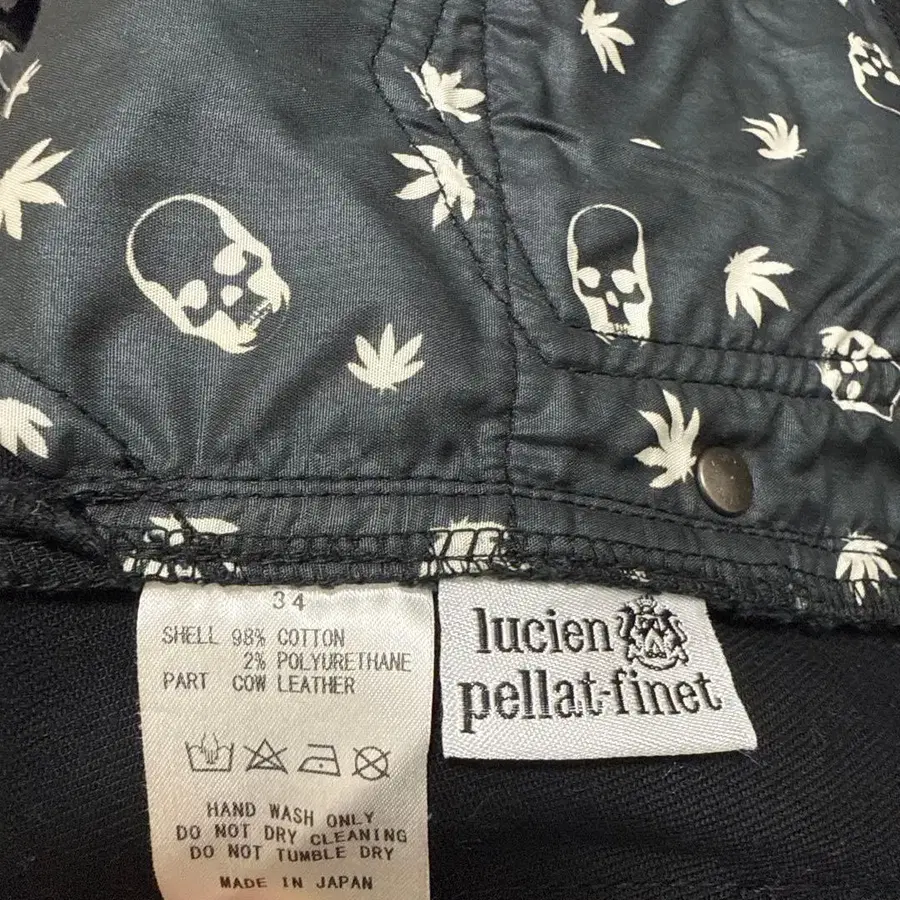 34
SHELL 98% COTTON
2% POLYURETHANE
PART COW LEATHER
HAND WASH ONLY
DO NOT DRY CLEANING
DO NOT TUMBLE DRY
MADE IN JAPAN
lucien
pellat-finet